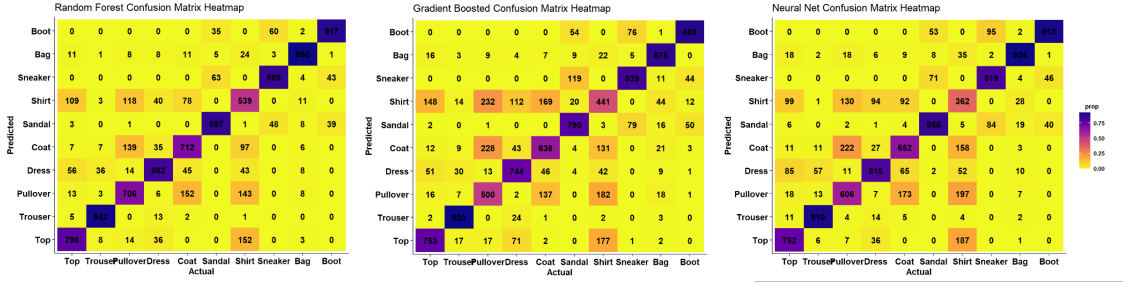 Random Forest Confusion Matrix Heatmap
Boot 0 0 0 0 0 35 0 60 2 917
Bag 11 1 8 8 11 5 24 3 950 1
Sneaker 0 0 0 0 0 63 0 889 4 43
Shirt 109 3 118 40 78 0 539 0 11 0
Sandal 3 0 1 0 0 897 1 48 8 39
Coat 7 7 139 35 712 0 97 0 6 0
Dress 56 36 14 862 45 0 43 0 8 0
Pullover 13 3 706 6 152 0 143 0 8 0
Trouser 5 942 0 13 2 0 1 0 0 0
Top 796 8 14 36 0 0 152 0 3 0
Top Trouser Pullover Dress Coat Sandal Shirt Sneaker Bag Boot
Actual
Predicted
Gradient Boosted Confusion Matrix Heatmap
Boot 0 0 0 0 0 54 0 76 1 889
Bag 16 3 9 4 7 9 22 5 875 1
Sneaker 0 0 0 0 0 119 0 839 11 44
Shirt 148 14 232 112 169 20 441 0 44 12
Sandal 2 0 1 0 0 790 3 79 16 50
Coat 12 9 228 43 638 4 131 0 21 3
Dress 51 30 13 744 46 4 42 0 9 1
Pullover 16 7 500 2 137 0 182 0 18 1
Trouser 2 920 0 24 1 0 2 0 3 0
Top 753 17 17 71 2 0 177 1 2 0
Top Trouser Pullover Dress Coat Sandal Shirt Sneaker Bag Boot
Actual
Predicted
Neural Net Confusion Matrix Heatmap
Boot 0 0 0 0 0 53 0 95 1 913
Bag 18 2 18 6 9 8 35 2 934 1
Sneaker 0 0 0 0 0 71 0 819 4 46
Shirt 99 1 130 94 92 0 362 0 28 0
Sandal 6 0 2 1 4 866 5 84 19 40
Coat 11 11 222 27 652 0 158 0 6 0
Dress 85 57 11 815 65 2 52 0 10 0
Pullover 18 13 606 7 173 0 197 0 7 0
Trouser 11 910 4 14 5 0 4 0 2 0
Top 752 6 7 36 0 0 187 0 1 0
Top Trouser Pullover Dress Coat Sandal Shirt Sneaker Bag Boot
Actual
Predicted
prop
0.75
0.50
0.25
0.00